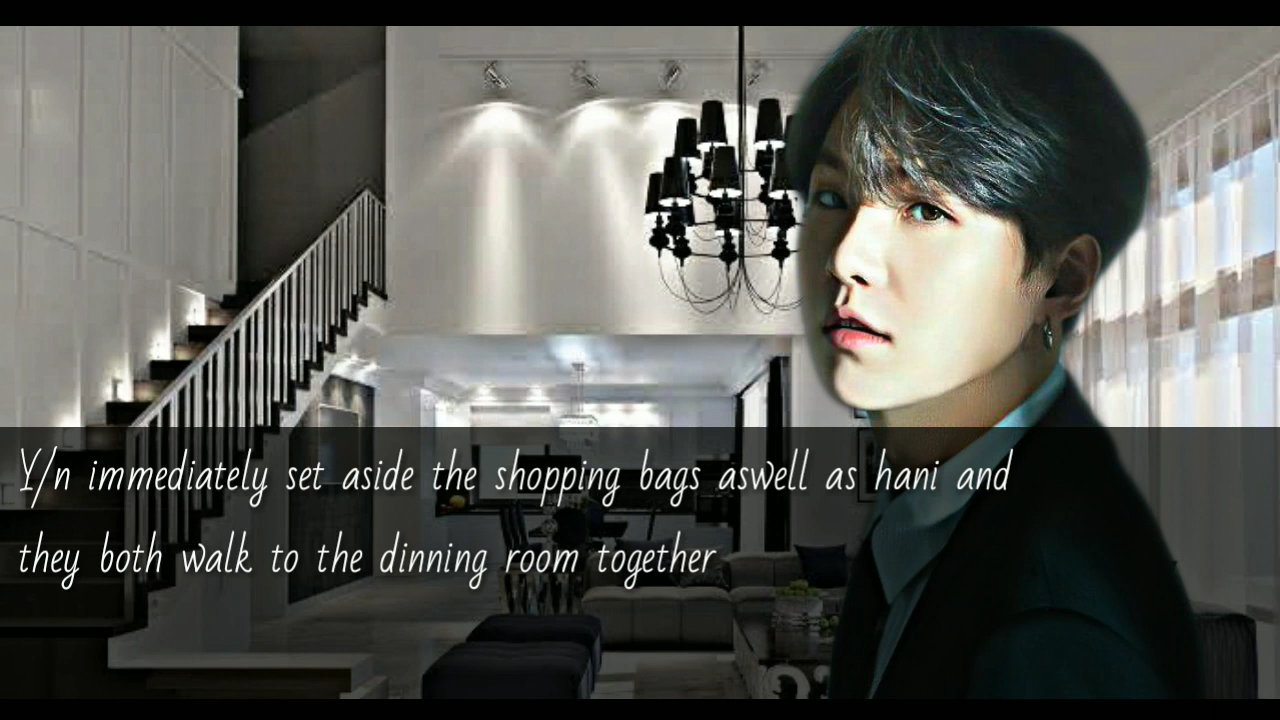 Y/n immediately set aside the shopping bags aswell as hani and
they both walk to the dinning room together